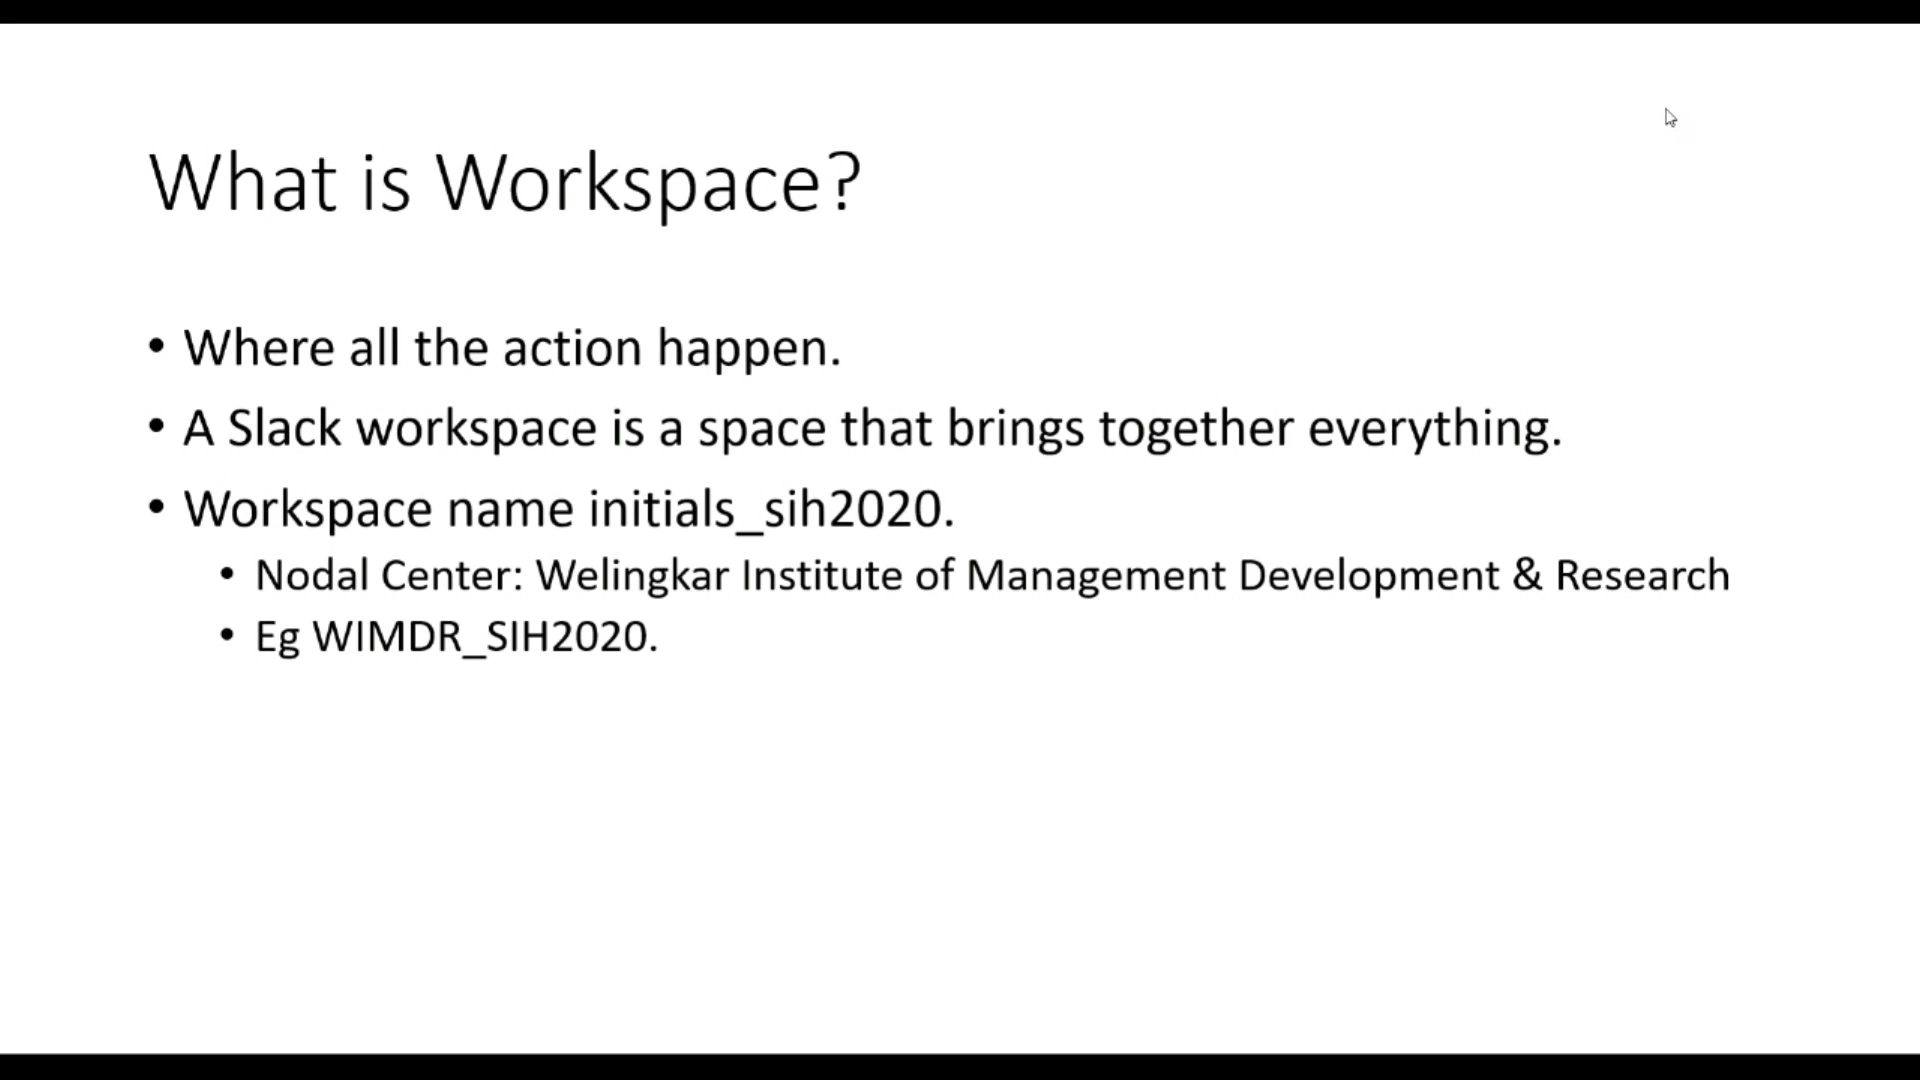 What is Workspace?
• Where all the action happen.
• A Slack workspace is a space that brings together everything.
• Workspace name initials_sih2020.
• Nodal Center: Welingkar Institute of Management Development & Research
• Eg WIMDR_SIH2020.